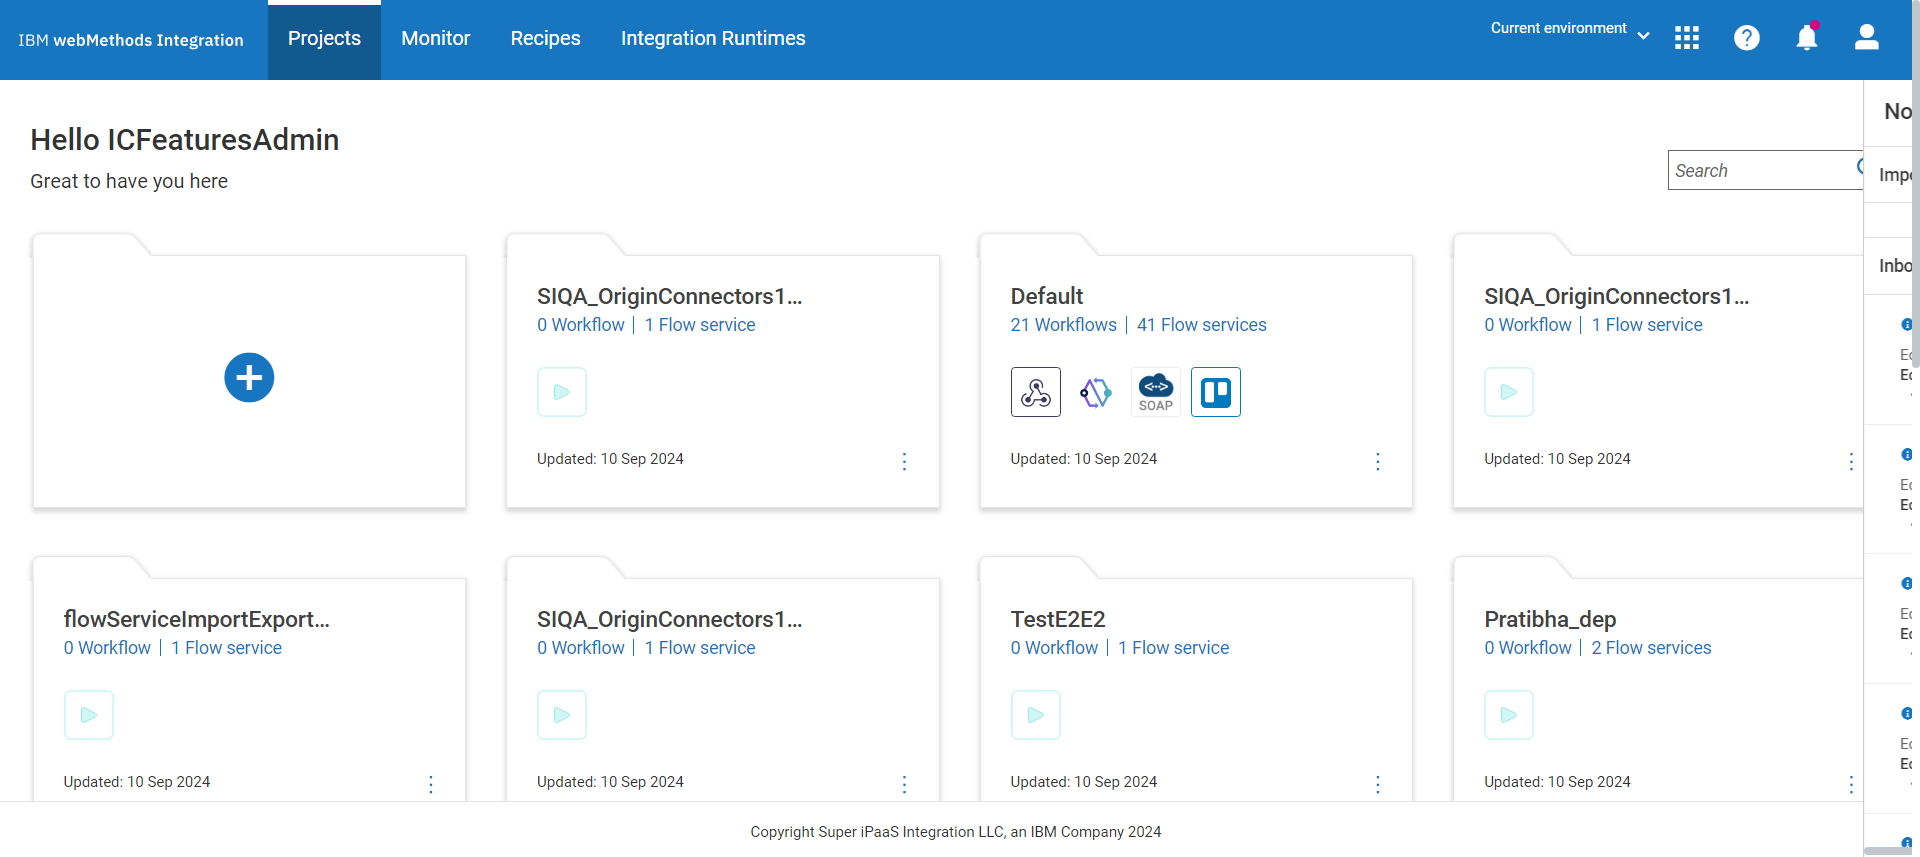 IBM webMethods Integration
Projects
Monitor
Recipes
Integration Runtimes
Current environment
Hello ICFeaturesAdmin
Great to have you here
Search
No
Impo
Inbo
SIQA_OriginConnectors1...
0 Workflow | 1 Flow service
Updated: 10 Sep 2024
Default
21 Workflows | 41 Flow services
SOAP
Updated: 10 Sep 2024
SIQA_OriginConnectors1...
0 Workflow | 1 Flow service
Updated: 10 Sep 2024
flowServiceImportExport...
0 Workflow | 1 Flow service
Updated: 10 Sep 2024
SIQA_OriginConnectors1...
0 Workflow | 1 Flow service
Updated: 10 Sep 2024
TestE2E2
0 Workflow | 1 Flow service
Updated: 10 Sep 2024
Pratibha_dep
0 Workflow | 2 Flow services
Updated: 10 Sep 2024
Copyright Super iPaaS Integration LLC, an IBM Company 2024